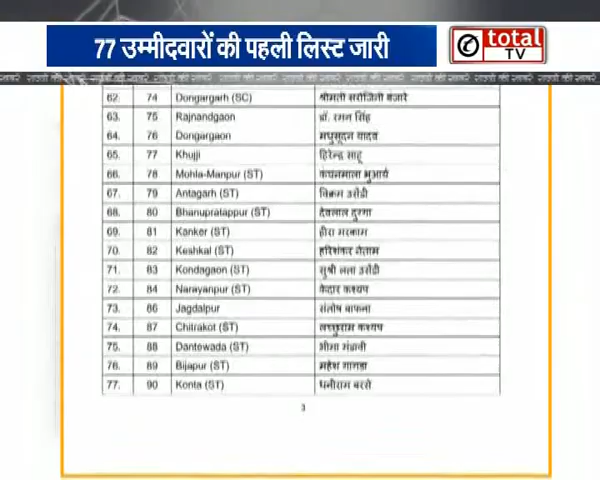 77 उम्मीदवारों की पहली लिस्ट जारी
total
TV
62. 74 Dongargarh (SC) श्रीमती सरोजिनी बंजारे
63. 75 Rajnandgaon डॉ. रमन सिंह
64. 76 Dongargaon मधुसूदन यादव
65. 77 Khujji हिरेन्द्र साहू
66. 78 Mohla-Manpur (ST) कंचनमाला भुआर्य
67. 79 Antagarh (ST) विक्रम उसेंडी
68. 80 Bhanupratappur (ST) देवलाल दुग्गा
69. 81 Kanker (ST) हीरा मरकाम
70. 82 Keshkal (ST) हरिशंकर नेताम
71. 83 Kondagaon (ST) सुश्री लता उसेंडी
72. 84 Narayanpur (ST) केदार कश्यप
73. 86 Jagdalpur संतोष बाफना
74. 87 Chitrakot (ST) लच्छुराम कश्यप
75. 88 Dantewada (ST) भीमा मंडावी
76. 89 Bijapur (ST) महेश गागड़ा
77. 90 Konta (ST) धनीराम बरसे
3